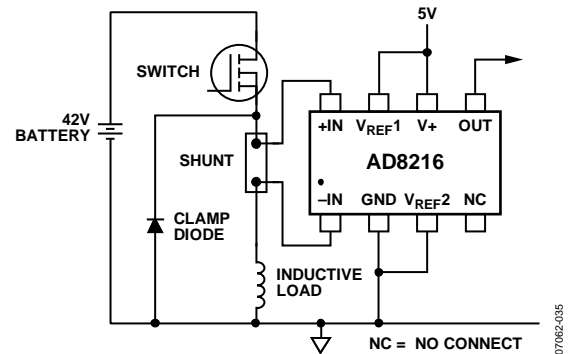 5V
SWITCH
42V
BATTERY
+IN VREF1 V+ OUT
SHUNT
AD8216
–IN GND VREF2 NC
CLAMP
DIODE
INDUCTIVE
LOAD
NC = NO CONNECT
07062-035